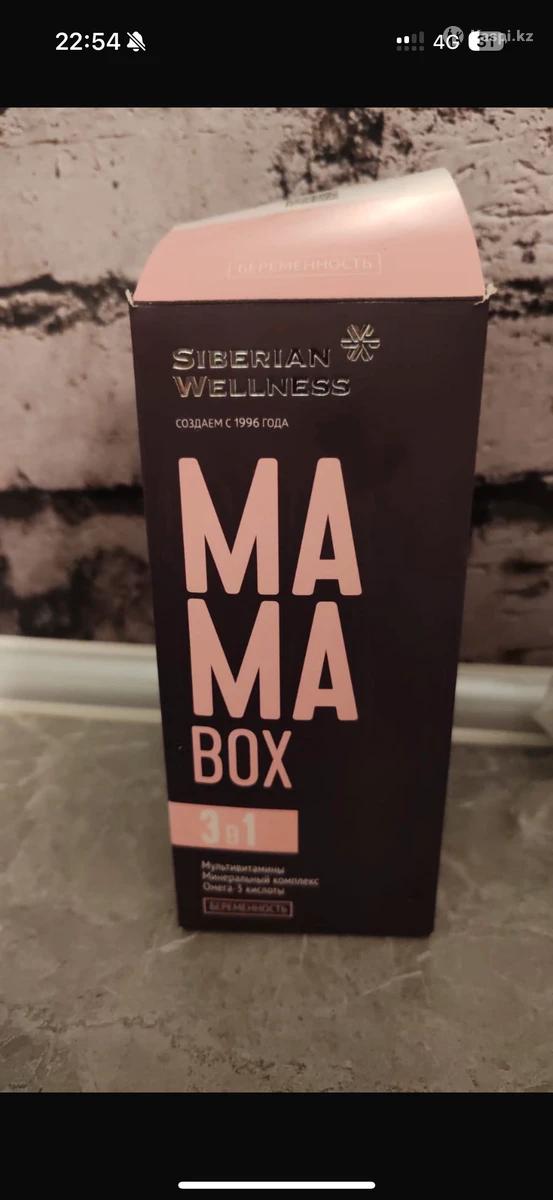 22:54
4G
31
Kaspi.kz
БЕРЕМЕННОСТЬ
SIBERIAN
WELLNESS
СОЗДАЕМ С 1996 ГОДА
MA
MA
BOX
3 в 1
Мультивитамины
Минеральный комплекс
Омега-3 кислоты
БЕРЕМЕННОСТЬ